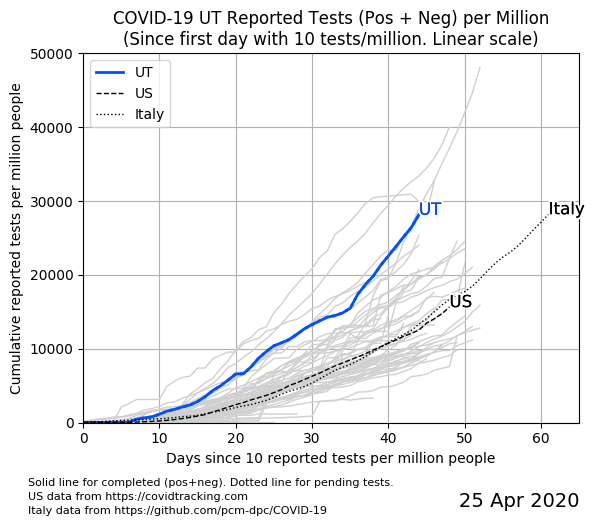 COVID-19 UT Reported Tests (Pos + Neg) per Million
(Since first day with 10 tests/million. Linear scale)
Cumulative reported tests per million people
50000
40000
30000
20000
10000
0
UT
US
Italy
UT
Italy
US
0 10 20 30 40 50 60
Days since 10 reported tests per million people
Solid line for completed (pos+neg). Dotted line for pending tests.
US data from https://covidtracking.com
Italy data from https://github.com/pcm-dpc/COVID-19
25 Apr 2020